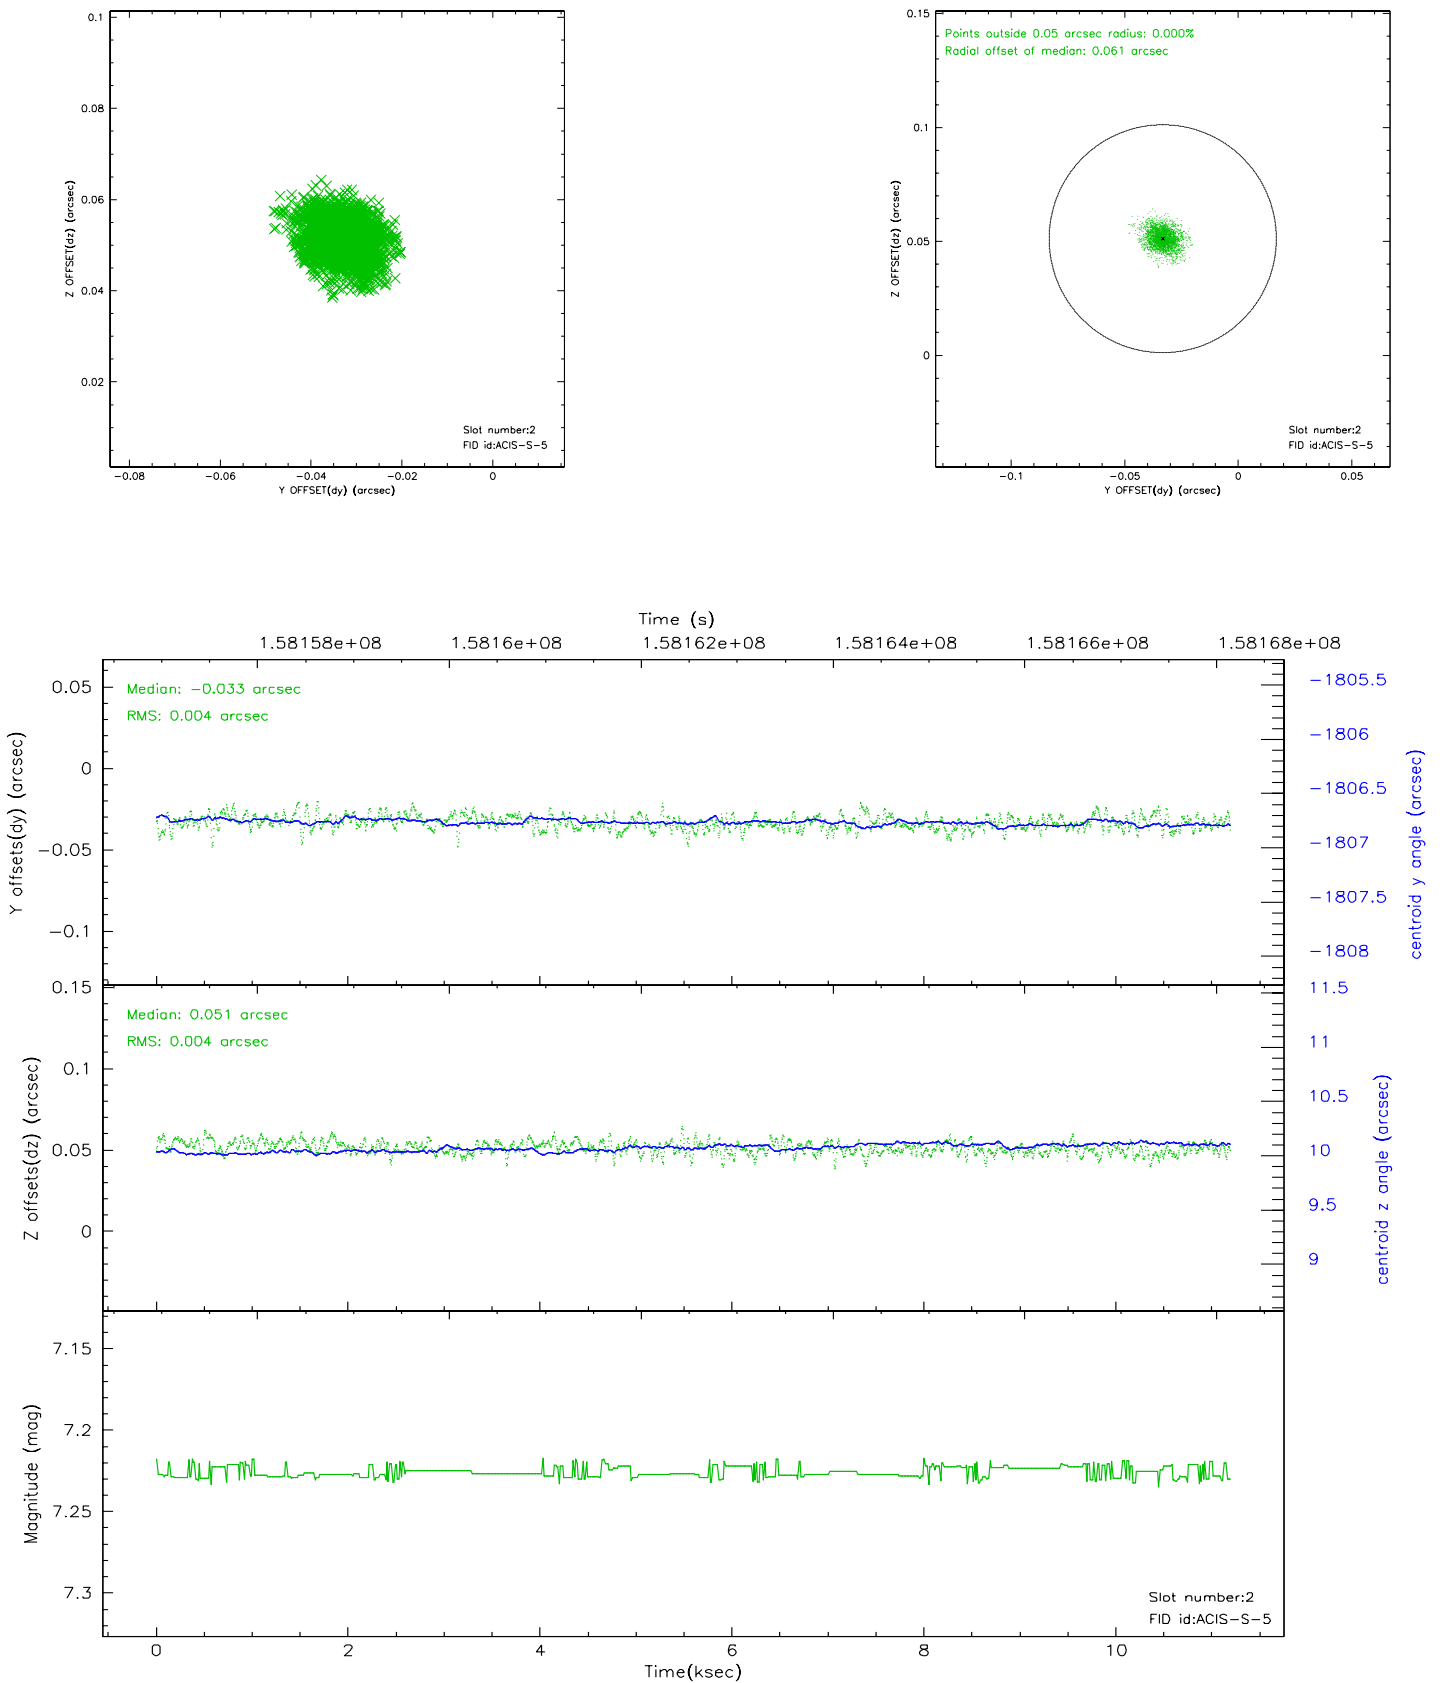 0.1
0.08
0.06
0.04
0.02
Z OFFSET(dz) (arcsec)
Slot number:2
FID id:ACIS-S-5
-0.08 -0.06 -0.04 -0.02 0
Y OFFSET(dy) (arcsec)
0.15
Points outside 0.05 arcsec radius: 0.000%
Radial offset of median: 0.061 arcsec
0.1
0.05
0
Z OFFSET(dz) (arcsec)
Slot number:2
FID id:ACIS-S-5
-0.1 -0.05 0 0.05
Y OFFSET(dy) (arcsec)
Time (s)
1.58158e+08 1.5816e+08 1.58162e+08 1.58164e+08 1.58166e+08 1.58168e+08
Median: -0.033 arcsec
RMS: 0.004 arcsec
0.05
0
-0.05
-0.1
Y offsets(dy) (arcsec)
-1805.5
-1806
-1806.5
-1807
-1807.5
-1808
centroid y angle (arcsec)
Median: 0.051 arcsec
RMS: 0.004 arcsec
0.15
0.1
0.05
0
Z offsets(dz) (arcsec)
11.5
11
10.5
10
9.5
9
centroid z angle (arcsec)
7.15
7.2
7.25
7.3
Magnitude (mag)
Slot number:2
FID id:ACIS-S-5
0 2 4 6 8 10
Time(ksec)